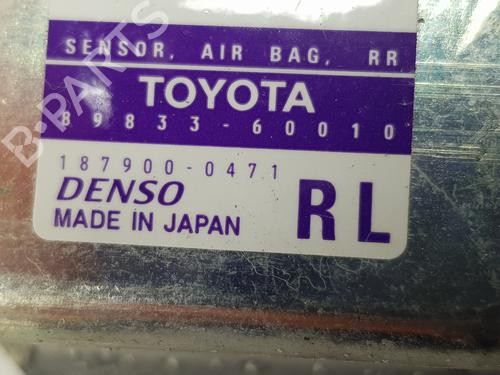 SENSOR, AIR BAG, RR
TOYOTA
89833-60010
187900-0471
DENSO
MADE IN JAPAN
RL
B-PARTS